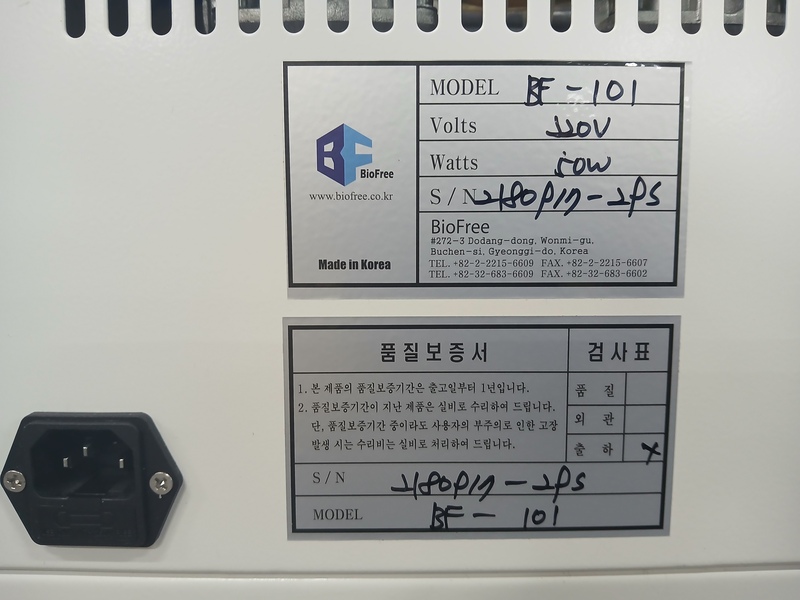 BF
BioFree
www.biofree.co.kr
Made in Korea
MODEL BF-101
Volts 220V
Watts 50W
S/N
BioFree
#272-3 Dodang-dong, Wonmi-gu,
Buchen-si, Gyeonggi-do, Korea
TEL. +82-2-2215-6609 FAX. +82-2-2215-6607
TEL. +82-32-683-6609 FAX. +82-32-683-6602
품질보증서 검사표
1. 본 제품의 품질보증기간은 출고일부터 1년입니다.
2. 품질보증기간이 지난 제품은 실비로 수리하여 드립니다.
단, 품질보증기간 중이라도 사용자의 부주의로 인한 고장
발생 시는 수리비는 실비로 처리하여 드립니다.
품 질
외 관
출 하
S/N
MODEL BF-101